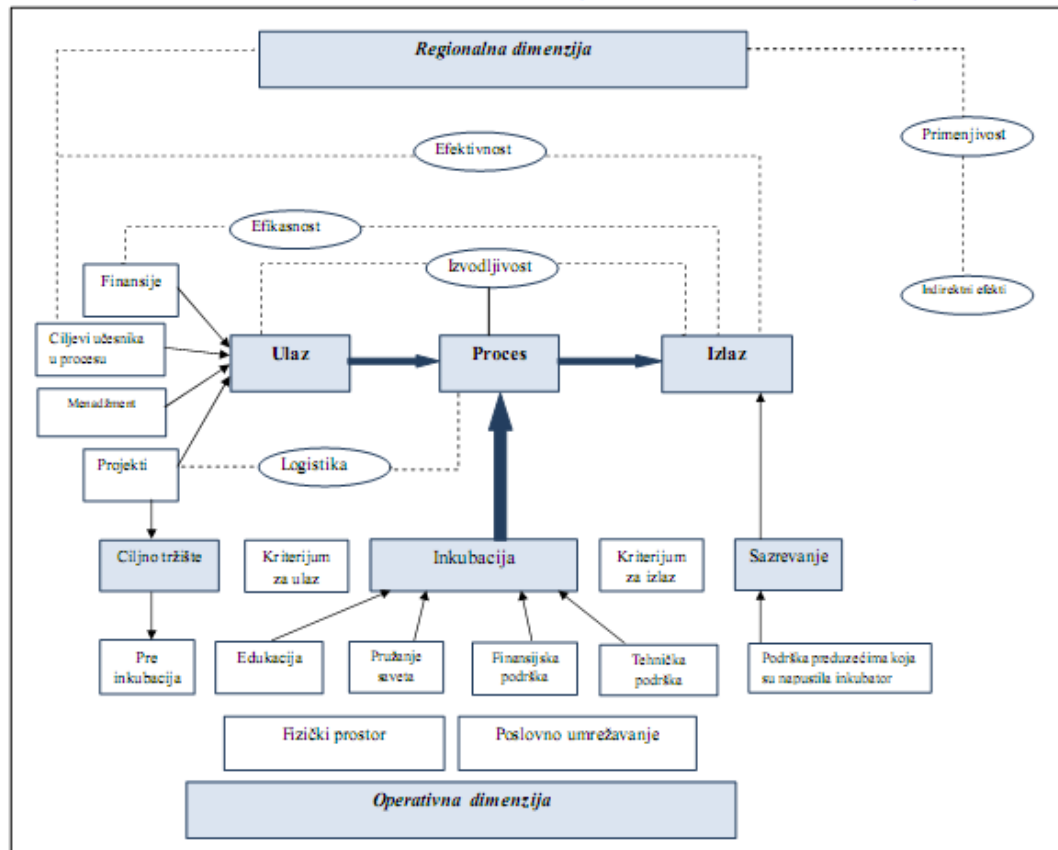 Regionalna dimenzija
Primenjivost
Efektivnost
Efikasnost
Izvodljivost
Finansije
Indirektni efekti
Ciljevi učesnika
u procesu
Ulaz
Proces
Izlaz
Menadžment
Projekti
Logistika
Ciljno tržište
Kriterijum
za ulaz
Inkubacija
Kriterijum
za izlaz
Sazrevanje
Pre
inkubacija
Edukacija
Pružanje
saveta
Finansijska
podrška
Tehnička
podrška
Podrška preduzećima koja
su napustila inkubator
Fizički prostor
Poslovno umrežavanje
Operativna dimenzija